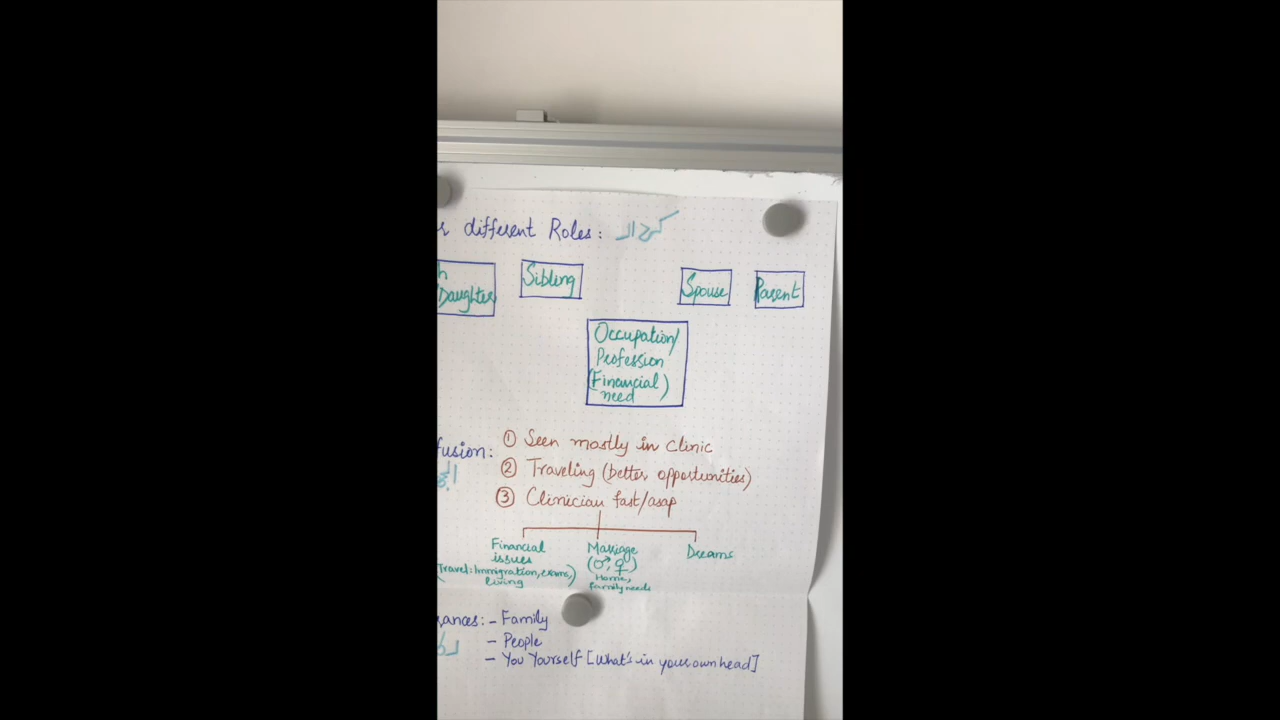 different Roles: کردار
Daughter
Sibling
Spouse
Parent
Occupation/
Profession
(Financial)
need
fusion:
① Seen mostly in Clinic
② Traveling (better opportunities)
③ Clinician fast/asap
Financial
issues
(Travel: Immigration, exams,
living)
Marriage
(♂, ♀)
Home,
family needs
Dreams
rances: - Family
- People
- You Yourself [What's in your own head]